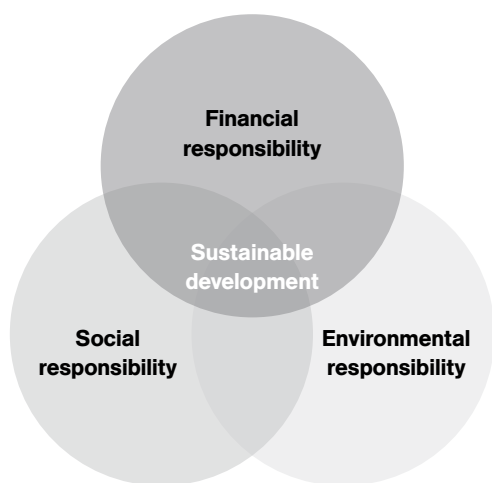 Financial
responsibility
Sustainable
development
Social
responsibility
Environmental
responsibility